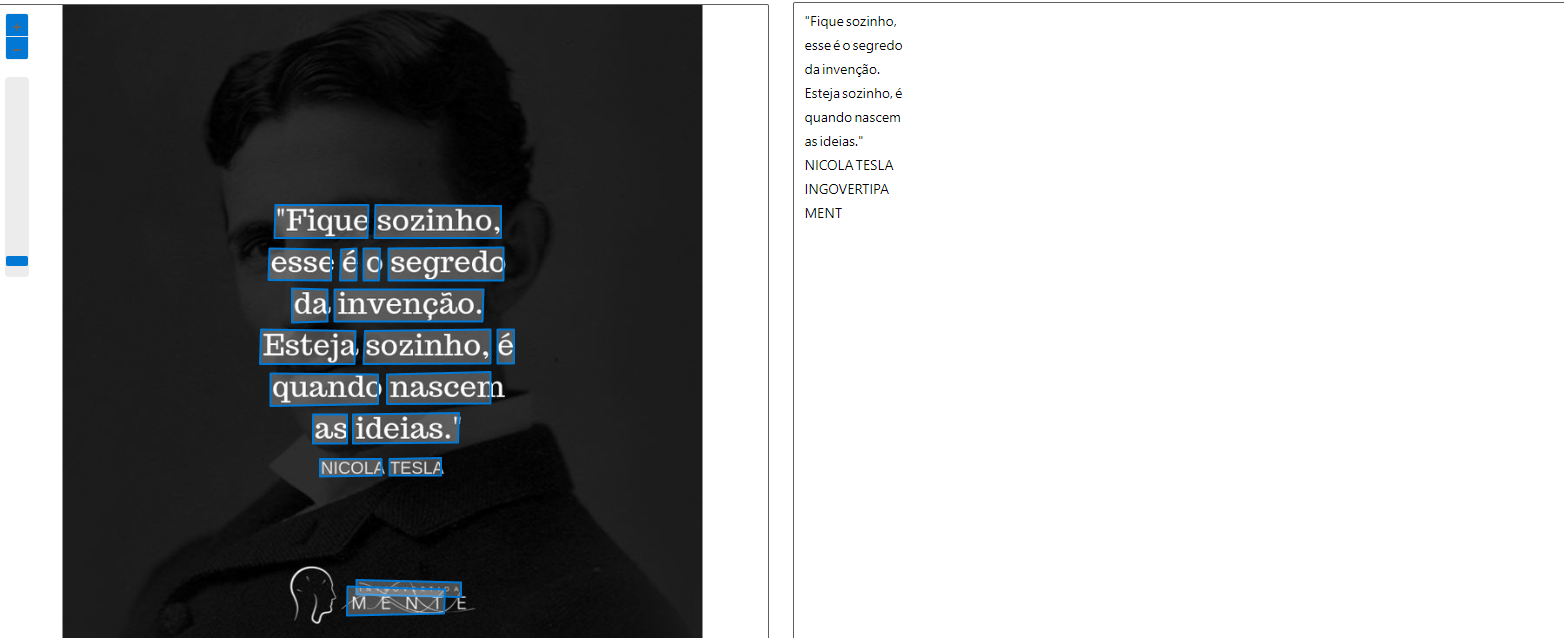 "Fique sozinho,
esse é o segredo
da invenção.
Esteja sozinho, é
quando nascem
as ideias."
NICOLA TESLA
MENTE
"Fique sozinho,
esse é o segredo
da invenção.
Esteja sozinho, é
quando nascem
as ideias."
NICOLA TESLA
INGOVERTIPA
MENT